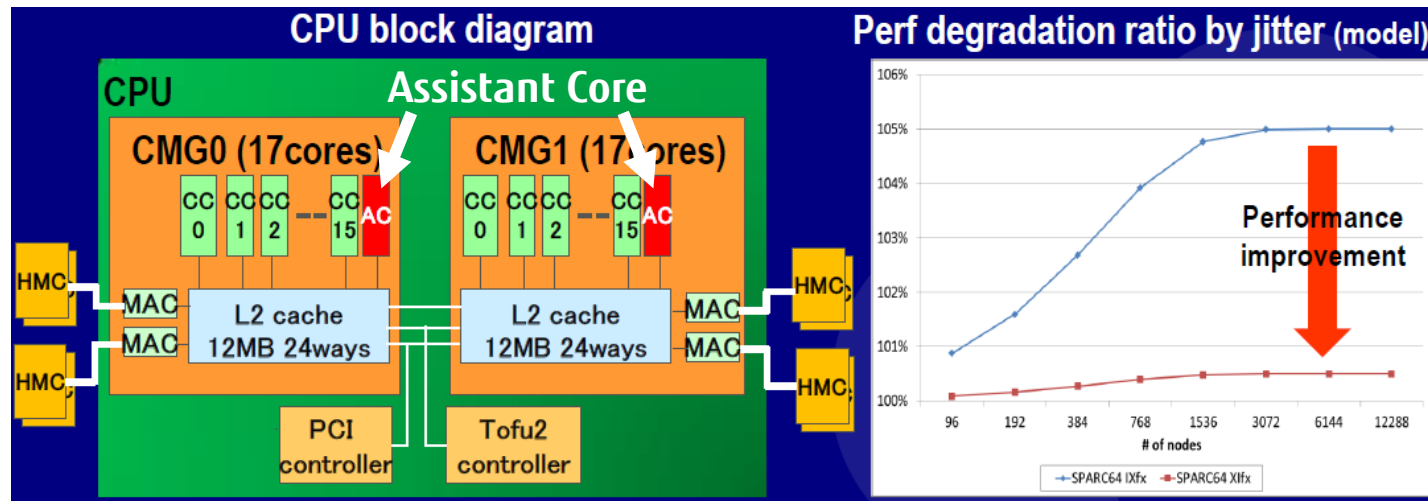 CPU block diagram
CPU
Assistant Core
CMG0 (17cores)
CC
0
CC
1
CC
2
CC
15
AC
CMG1 (17cores)
CC
0
CC
1
CC
2
CC
15
AC
HMC
HMC
MAC
MAC
L2 cache
12MB 24ways
L2 cache
12MB 24ways
MAC
MAC
HMC
HMC
PCI
controller
Tofu2
controller
Perf degradation ratio by jitter (model)
106%
105%
104%
103%
102%
101%
100%
Performance
improvement
96 192 384 768 1536 3072 6144 12288
# of nodes
SPARC64 IXfx SPARC64 XIfx